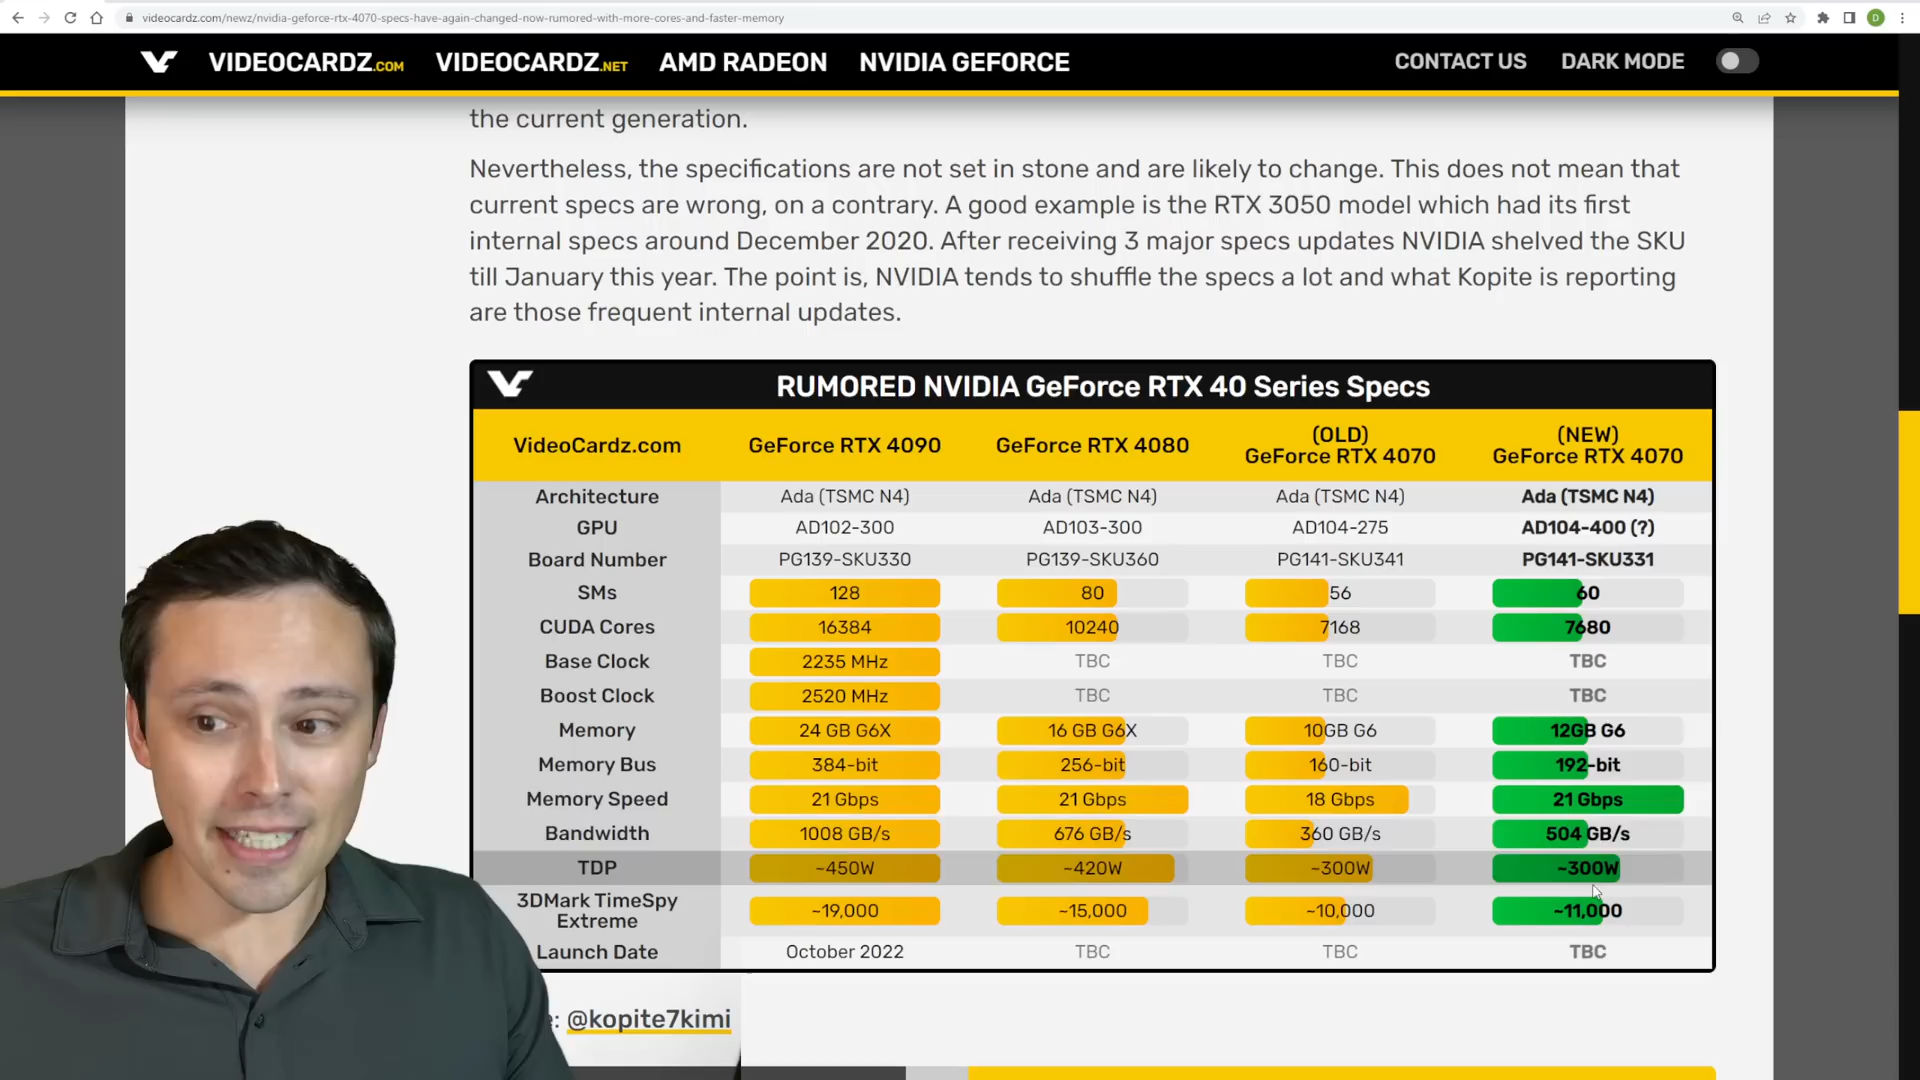 videocardz.com/newz/nvidia-geforce-rtx-4070-specs-have-again-changed-now-rumored-with-more-cores-and-faster-memory
D
VIDEOCARDZ.COM VIDEOCARDZ.NET AMD RADEON NVIDIA GEFORCE CONTACT US DARK MODE
the current generation.
Nevertheless, the specifications are not set in stone and are likely to change. This does not mean that
current specs are wrong, on a contrary. A good example is the RTX 3050 model which had its first
internal specs around December 2020. After receiving 3 major specs updates NVIDIA shelved the SKU
till January this year. The point is, NVIDIA tends to shuffle the specs a lot and what Kopite is reporting
are those frequent internal updates.
RUMORED NVIDIA GeForce RTX 40 Series Specs
VideoCardz.com GeForce RTX 4090 GeForce RTX 4080 (OLD) GeForce RTX 4070 (NEW) GeForce RTX 4070
Architecture Ada (TSMC N4) Ada (TSMC N4) Ada (TSMC N4) Ada (TSMC N4)
GPU AD102-300 AD103-300 AD104-275 AD104-400 (?)
Board Number PG139-SKU330 PG139-SKU360 PG141-SKU341 PG141-SKU331
SMs 128 80 56 60
CUDA Cores 16384 10240 7168 7680
Base Clock 2235 MHz TBC TBC TBC
Boost Clock 2520 MHz TBC TBC TBC
Memory 24 GB G6X 16 GB G6X 10GB G6 12GB G6
Memory Bus 384-bit 256-bit 160-bit 192-bit
Memory Speed 21 Gbps 21 Gbps 18 Gbps 21 Gbps
Bandwidth 1008 GB/s 676 GB/s 360 GB/s 504 GB/s
TDP ~450W ~420W ~300W ~300W
3DMark TimeSpy Extreme ~19,000 ~15,000 ~10,000 ~11,000
Launch Date October 2022 TBC TBC TBC
e: @kopite7kimi